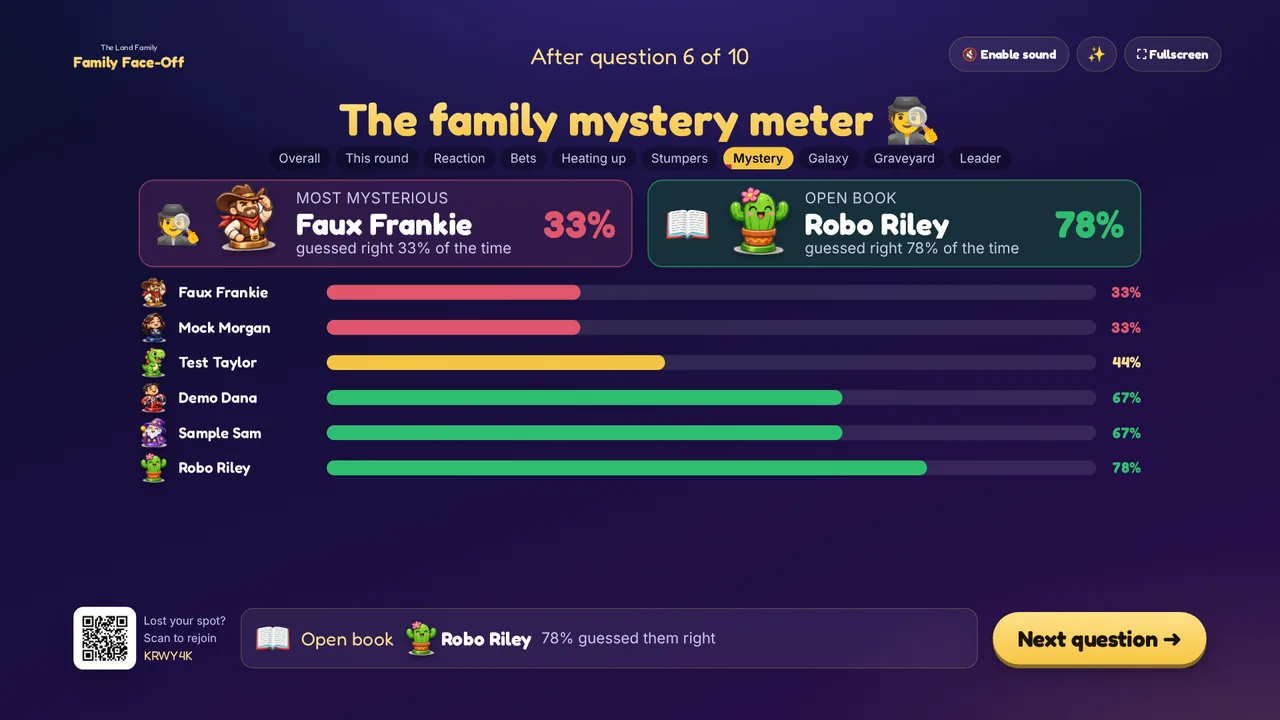 The Land Family
Family Face-Off
After question 6 of 10
Enable sound
Fullscreen
The family mystery meter
Overall
This round
Reaction
Bets
Heating up
Stumpers
Mystery
Galaxy
Graveyard
Leader
MOST MYSTERIOUS
Faux Frankie
guessed right 33% of the time
33%
OPEN BOOK
Robo Riley
guessed right 78% of the time
78%
Faux Frankie 33%
Mock Morgan 33%
Test Taylor 44%
Demo Dana 67%
Sample Sam 67%
Robo Riley 78%
Lost your spot?
Scan to rejoin
KRWY4K
Open book Robo Riley 78% guessed them right
Next question →